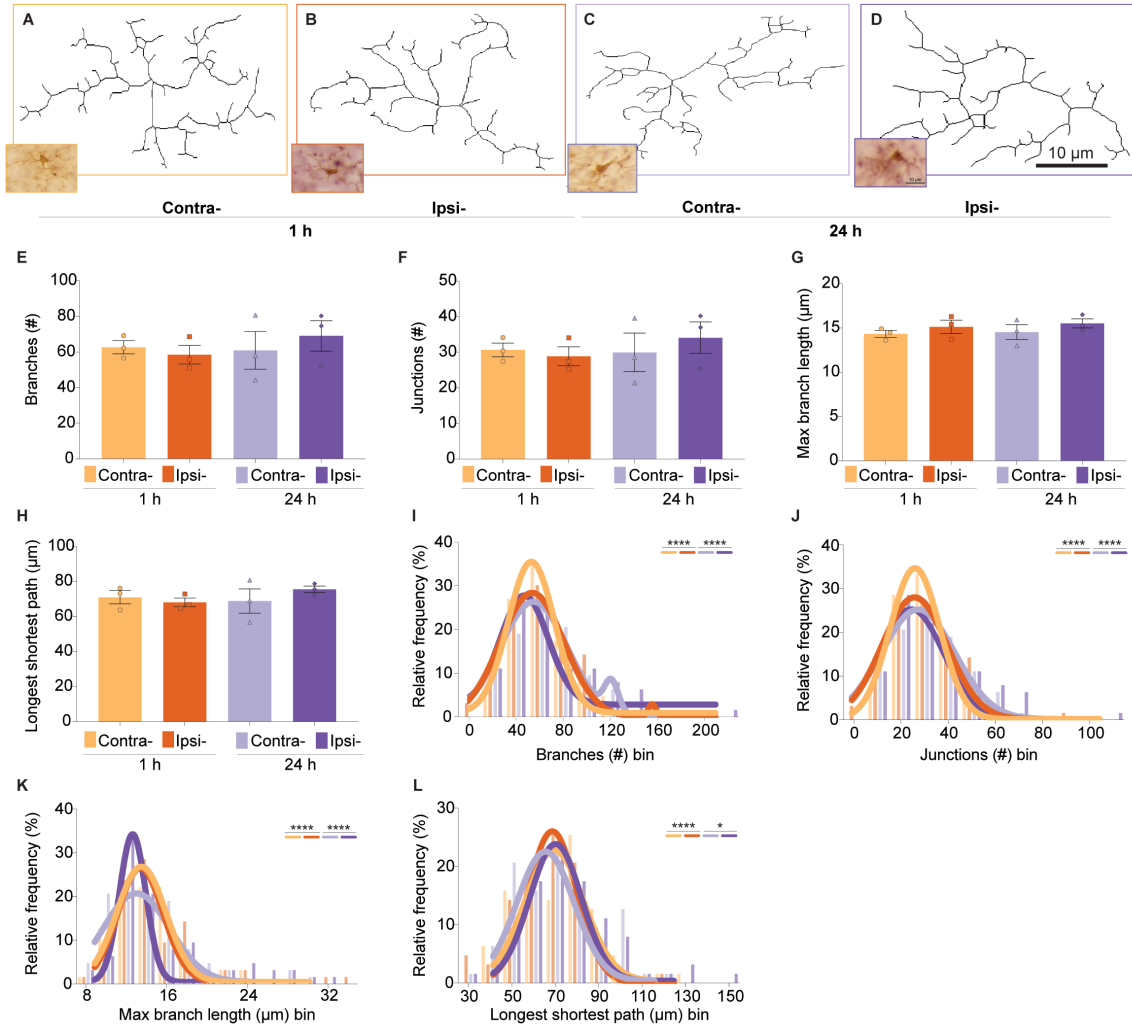 A
B
C
D
10 µm
10 µm
Contra-
Ipsi-
Contra-
Ipsi-
1 h
24 h
E
Branches (#)
100
80
60
40
20
0
Contra-
Ipsi-
Contra-
Ipsi-
1 h
24 h
F
Junctions (#)
50
40
30
20
10
0
Contra-
Ipsi-
Contra-
Ipsi-
1 h
24 h
G
Max branch length (µm)
20
15
10
5
0
Contra-
Ipsi-
Contra-
Ipsi-
1 h
24 h
H
Longest shortest path (µm)
100
80
60
40
20
0
Contra-
Ipsi-
Contra-
Ipsi-
1 h
24 h
I
**** ****
Relative frequency (%)
40
30
20
10
0
0 40 80 120 160 200
Branches (#) bin
J
**** ****
Relative frequency (%)
40
30
20
10
0
0 20 40 60 80 100
Junctions (#) bin
K
**** ****
Relative frequency (%)
40
30
20
10
0
8 16 24 32
Max branch length (µm) bin
L
**** *
Relative frequency (%)
30
20
10
0
30 50 70 90 110 130 150
Longest shortest path (µm) bin